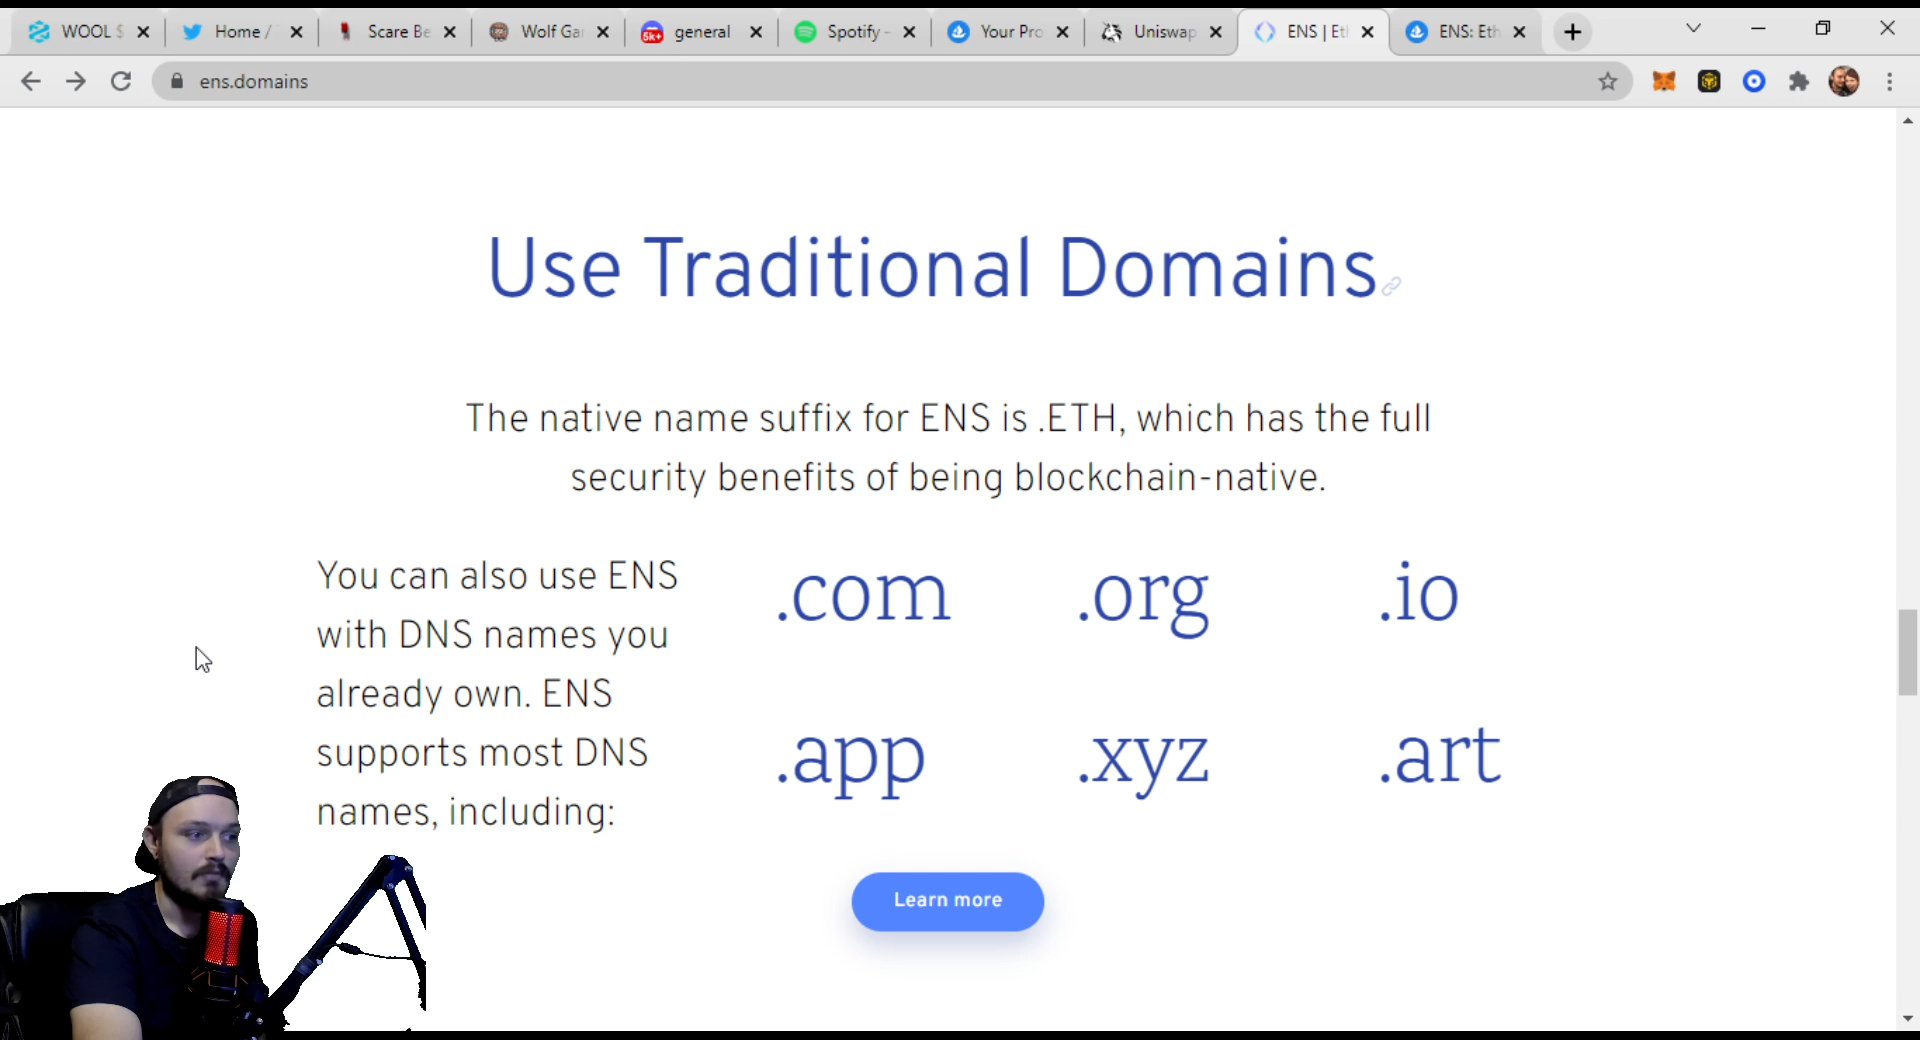 WOOL $
Home /
Scare Be
Wolf Ga
5k+
general
Spotify -
Your Pro
Uniswap
ENS | Et
ENS: Eth
ens.domains
Use Traditional Domains
The native name suffix for ENS is .ETH, which has the full
security benefits of being blockchain-native.
You can also use ENS
with DNS names you
already own. ENS
supports most DNS
names, including:
.com .org .io
.app .xyz .art
Learn more